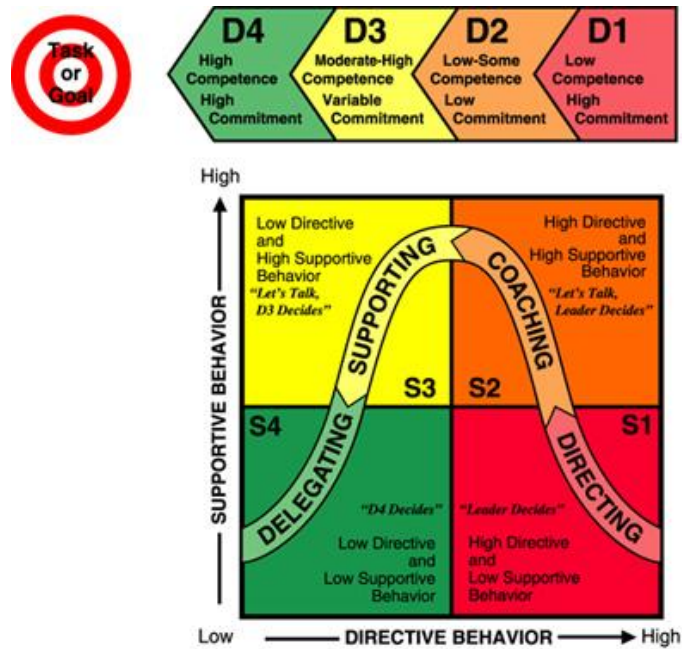 Task
or
Goal
D4
High
Competence
High
Commitment
D3
Moderate-High
Competence
Variable
Commitment
D2
Low-Some
Competence
Low
Commitment
D1
Low
Competence
High
Commitment
High
SUPPORTIVE BEHAVIOR
Low Directive
and
High Supportive
Behavior
“Let’s Talk,
D3 Decides”
SUPPORTING
S3
High Directive
and
High Supportive
Behavior
“Let’s Talk,
Leader Decides”
COACHING
S2
S4
DELEGATING
“D4 Decides”
Low Directive
and
Low Supportive
Behavior
S1
DIRECTING
“Leader Decides”
High Directive
and
Low Supportive
Behavior
Low
DIRECTIVE BEHAVIOR
High